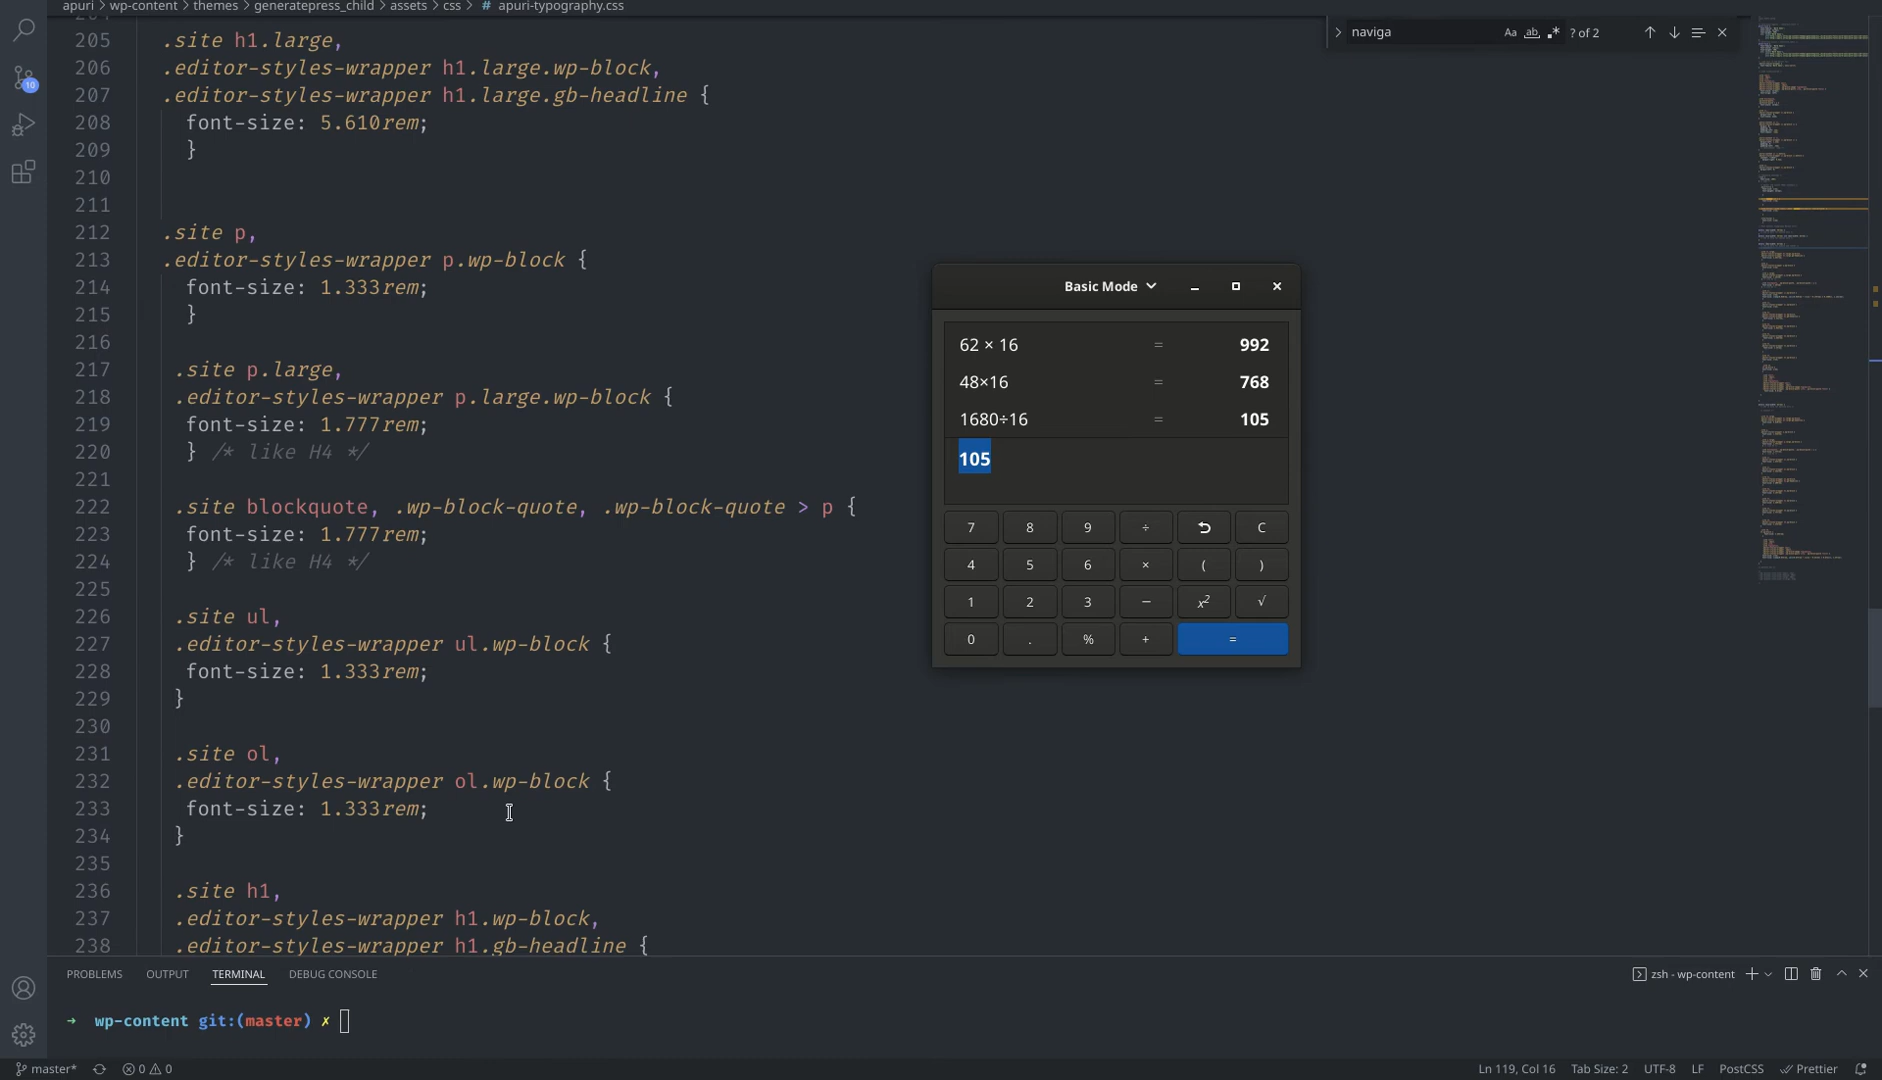 apuri › wp-content › themes › generatepress_child › assets › css › # apuri-typography.css
naviga
Aa ab .* ? of 2
10
205 .site h1.large,
206 .editor-styles-wrapper h1.large.wp-block,
207 .editor-styles-wrapper h1.large.gb-headline {
208 font-size: 5.610rem;
209 }
210
211
212 .site p,
213 .editor-styles-wrapper p.wp-block {
214 font-size: 1.333rem;
215 }
216
217 .site p.large,
218 .editor-styles-wrapper p.large.wp-block {
219 font-size: 1.777rem;
220 } /* like H4 */
221
222 .site blockquote, .wp-block-quote, .wp-block-quote > p {
223 font-size: 1.777rem;
224 } /* like H4 */
225
226 .site ul,
227 .editor-styles-wrapper ul.wp-block {
228 font-size: 1.333rem;
229 }
230
231 .site ol,
232 .editor-styles-wrapper ol.wp-block {
233 font-size: 1.333rem;
234 }
235
236 .site h1,
237 .editor-styles-wrapper h1.wp-block,
238 .editor-styles-wrapper h1.gb-headline {
Basic Mode
62 × 16 = 992
48×16 = 768
1680÷16 = 105
105
7 8 9 ÷ C
4 5 6 × ( )
1 2 3 − x² √
0 . % + =
PROBLEMS OUTPUT TERMINAL DEBUG CONSOLE
zsh - wp-content
→ wp-content git:(master) ✗
master* 0 0
Ln 119, Col 16 Tab Size: 2 UTF-8 LF PostCSS Prettier